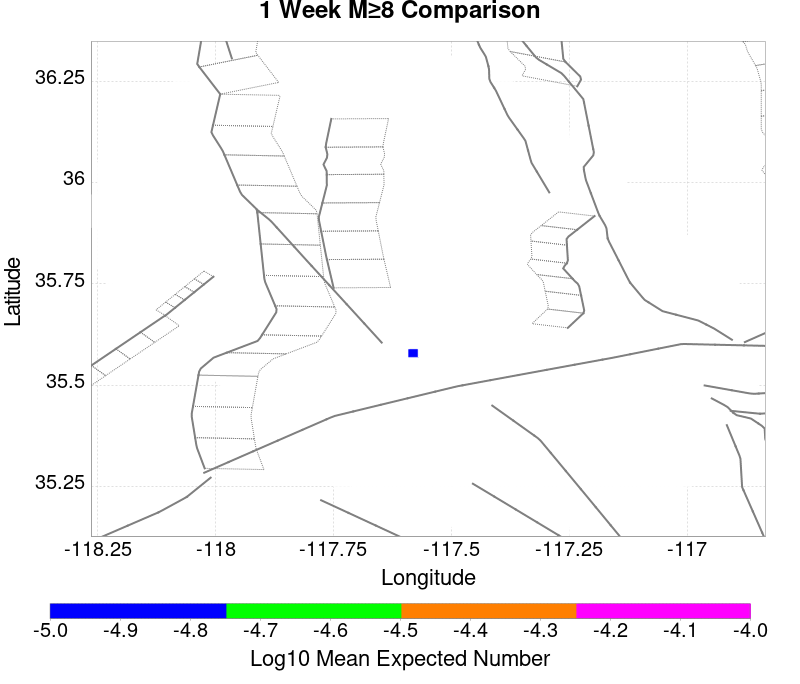 1 Week M≥8 Comparison
36.25
36
35.75
35.5
35.25
Latitude
-118.25 -118 -117.75 -117.5 -117.25 -117
Longitude
-5.0 -4.9 -4.8 -4.7 -4.6 -4.5 -4.4 -4.3 -4.2 -4.1 -4.0
Log10 Mean Expected Number